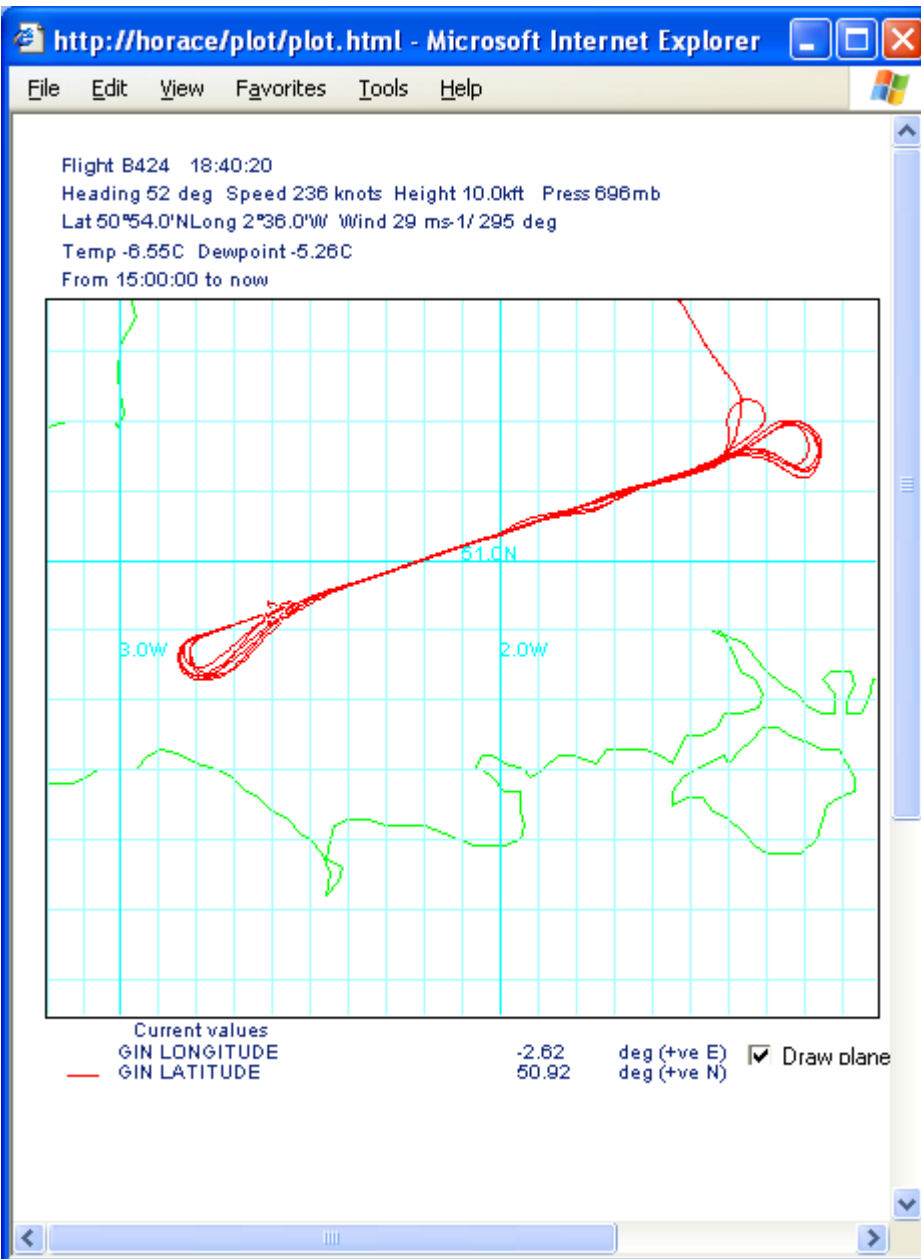 http://horace/plot/plot.html - Microsoft Internet Explorer
File Edit View Favorites Tools Help
Flight B424 18:40:20
Heading 52 deg Speed 236 knots Height 10.0kft Press 696mb
Lat 50°54.0'NLong 2°36.0'W Wind 29 ms-1/ 295 deg
Temp -6.55C Dewpoint -5.26C
From 15:00:00 to now
51.0N
3.0W 2.0W
Current values
GIN LONGITUDE -2.62 deg (+ve E)
GIN LATITUDE 50.92 deg (+ve N)
Draw plane